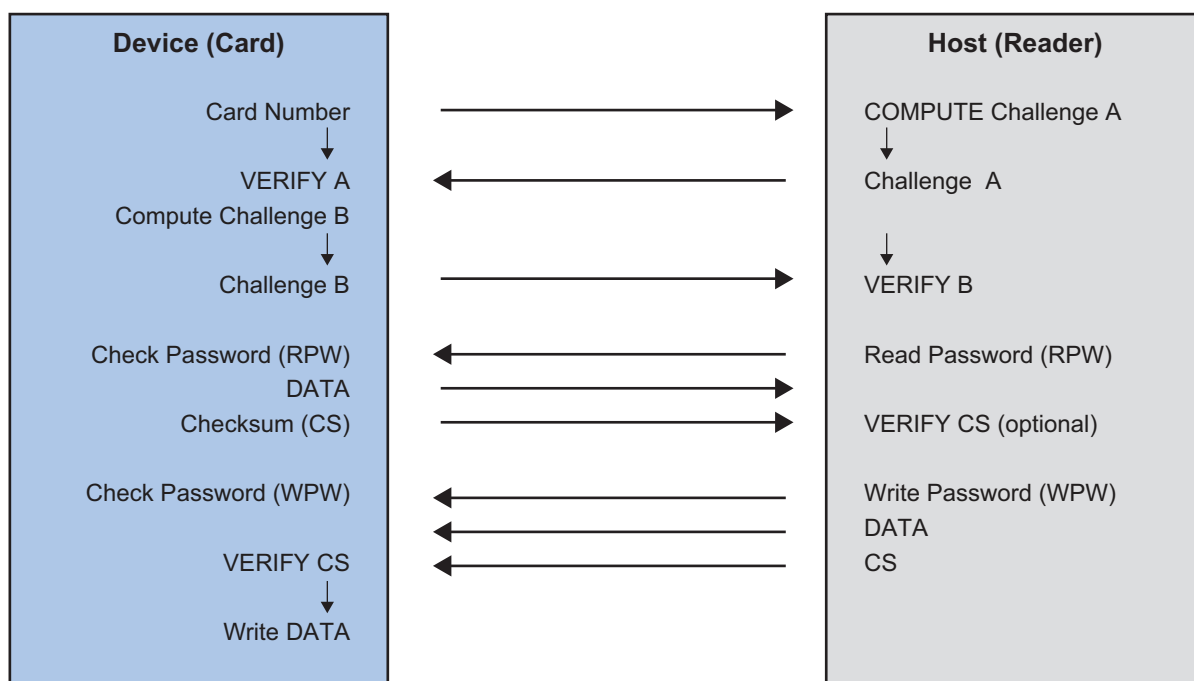 Device (Card)
Host (Reader)
Card Number
COMPUTE Challenge A
VERIFY A
Challenge A
Compute Challenge B
Challenge B
VERIFY B
Check Password (RPW)
Read Password (RPW)
DATA
Checksum (CS)
VERIFY CS (optional)
Check Password (WPW)
Write Password (WPW)
DATA
VERIFY CS
CS
Write DATA